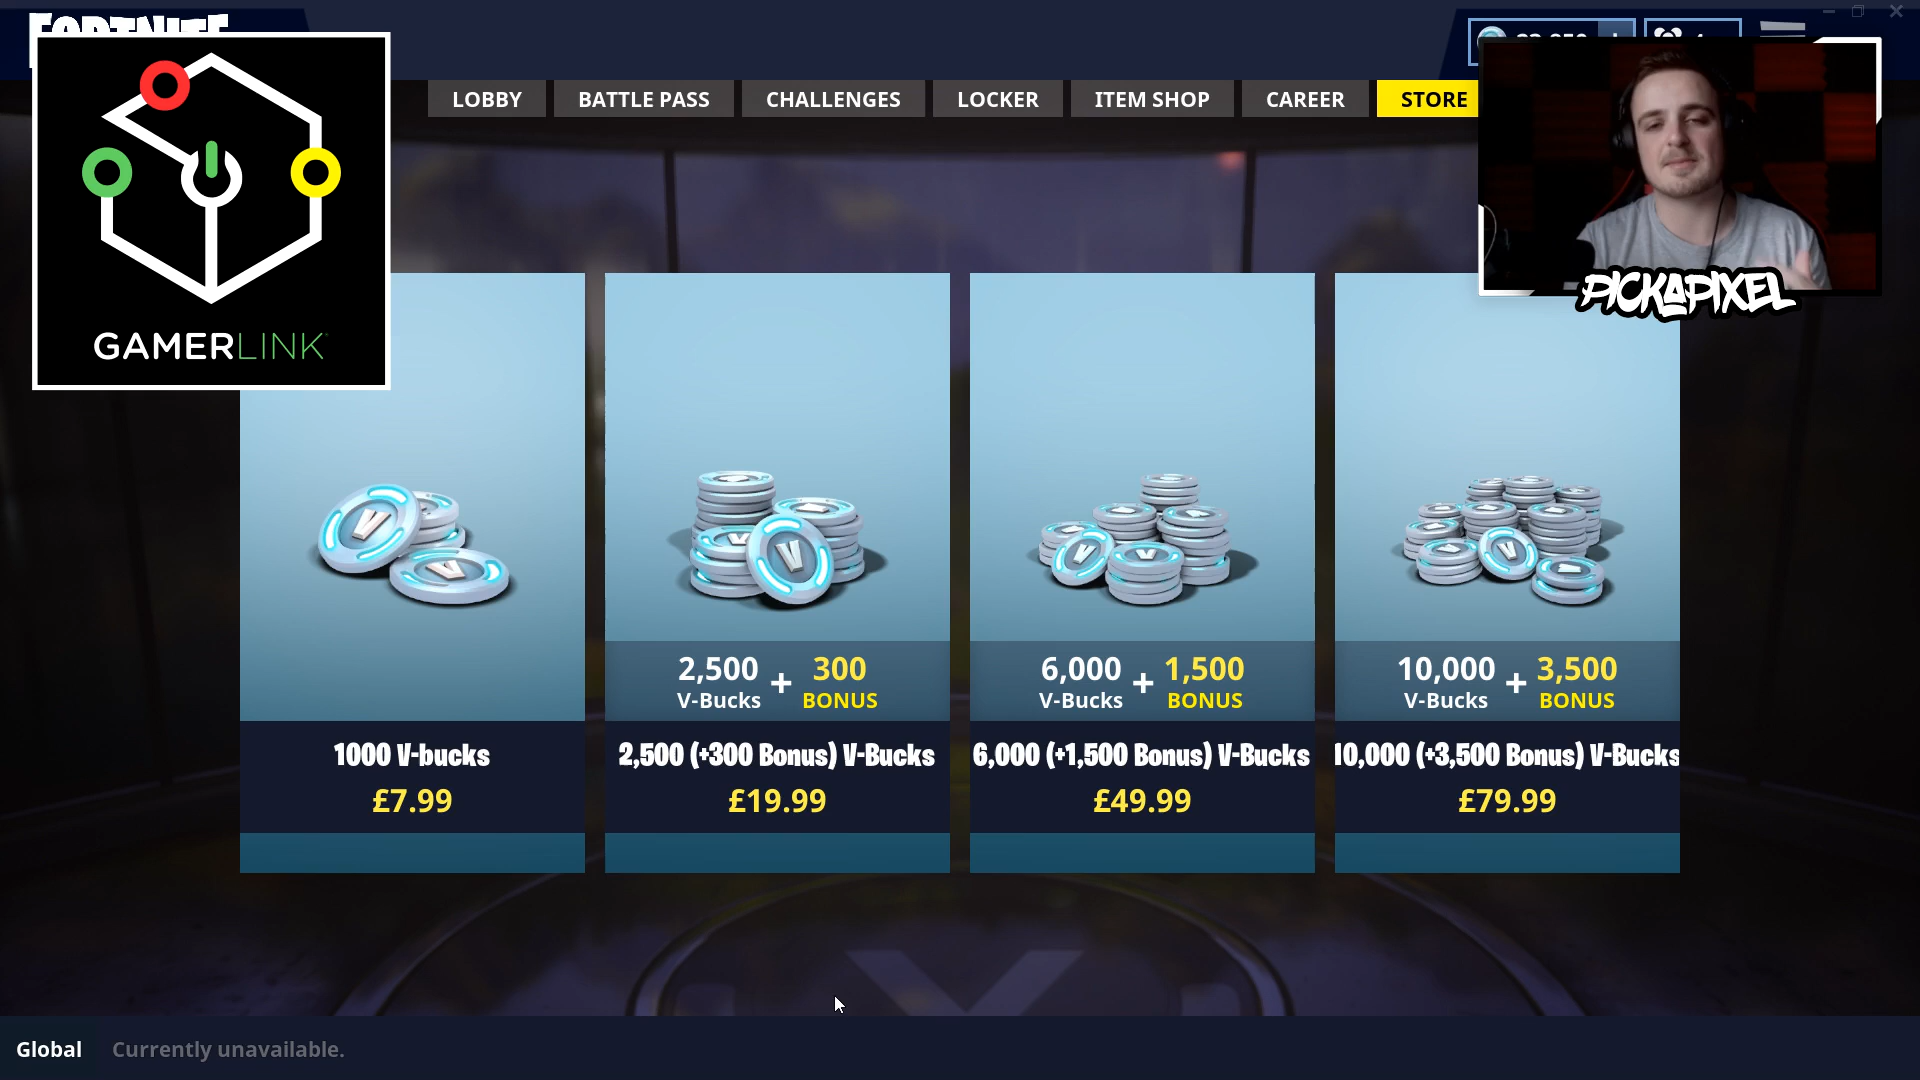 FORTNITE
LOBBY
BATTLE PASS
CHALLENGES
LOCKER
ITEM SHOP
CAREER
STORE
GAMERLINK
PICKAPIXEL
2,500 + 300
V-Bucks BONUS
6,000 + 1,500
V-Bucks BONUS
10,000 + 3,500
V-Bucks BONUS
1000 V-bucks
£7.99
2,500 (+300 Bonus) V-Bucks
£19.99
6,000 (+1,500 Bonus) V-Bucks
£49.99
10,000 (+3,500 Bonus) V-Bucks
£79.99
Global
Currently unavailable.